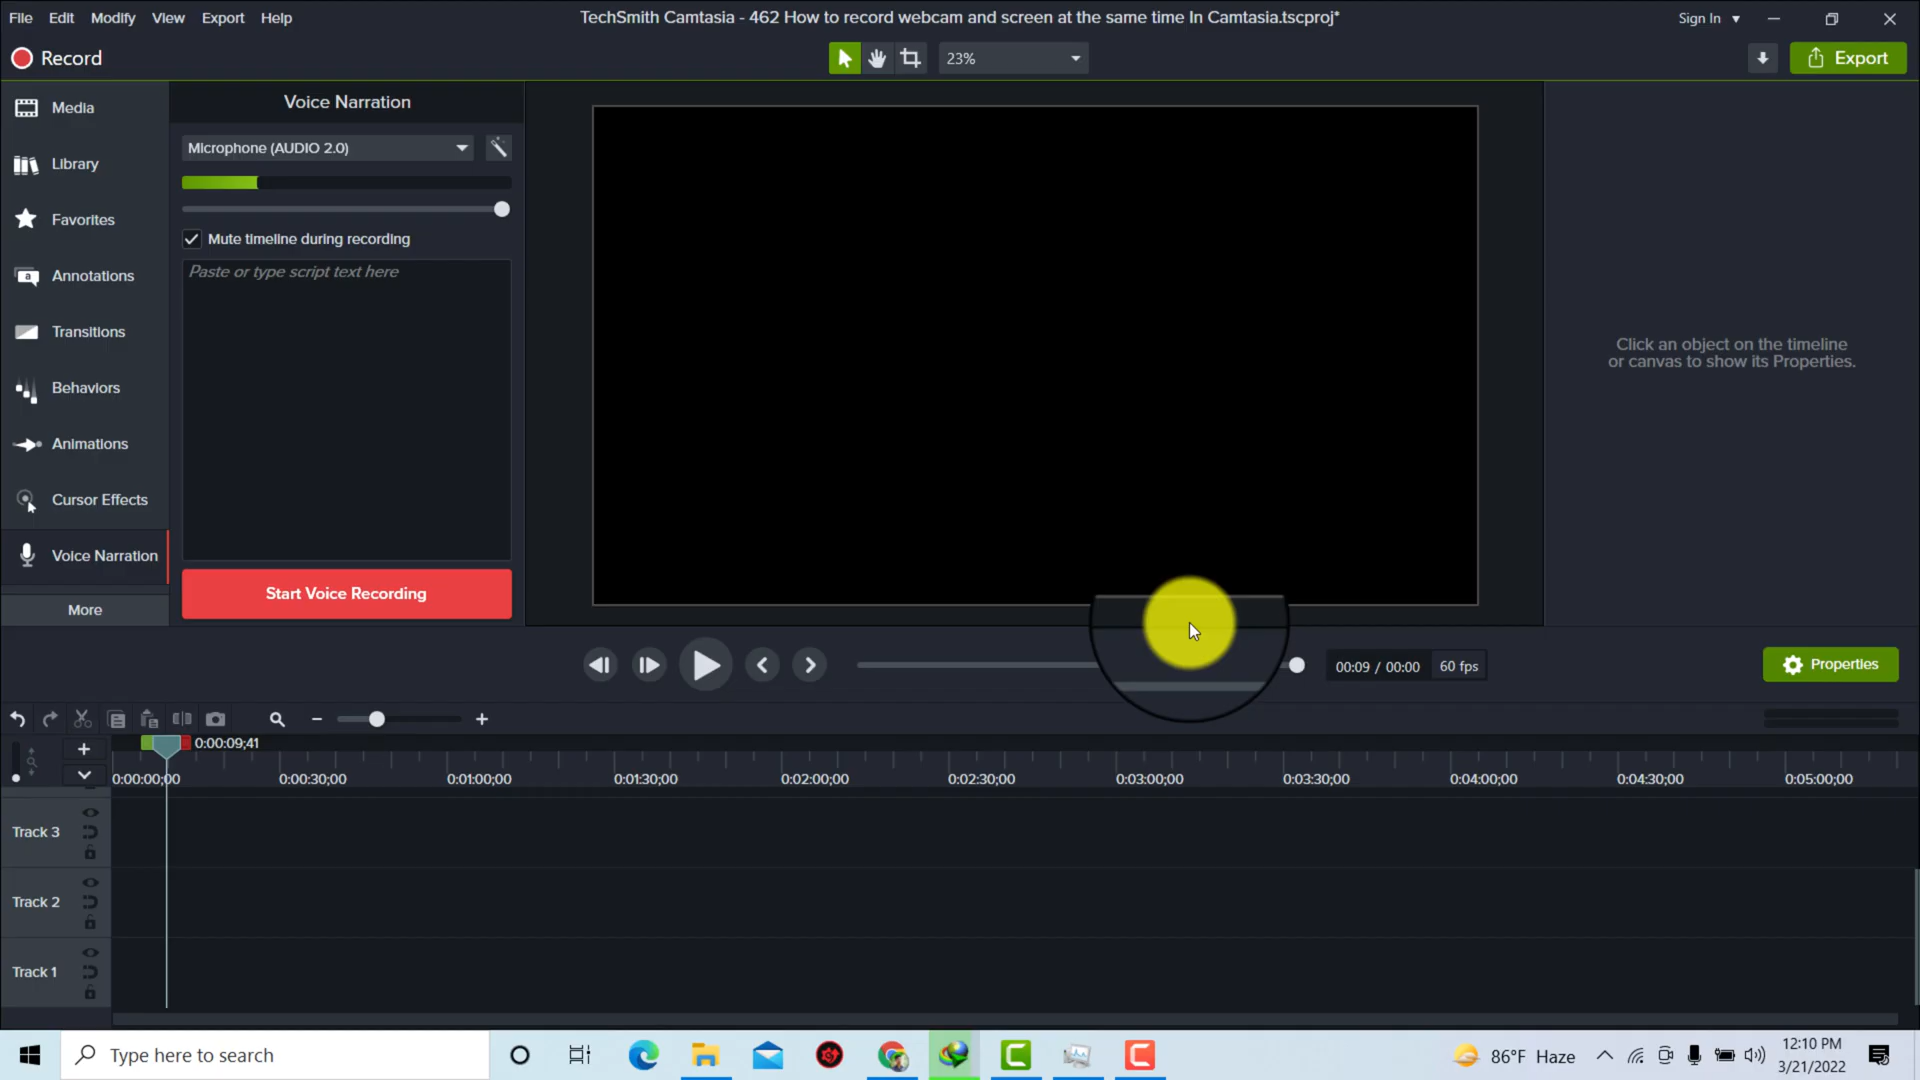 File Edit Modify View Export Help
TechSmith Camtasia - 462 How to record webcam and screen at the same time In Camtasia.tscproj*
Sign In
Record
23%
Export
Media
Library
Favorites
Annotations
Transitions
Behaviors
Animations
Cursor Effects
Voice Narration
More
Voice Narration
Microphone (AUDIO 2.0)
Mute timeline during recording
Paste or type script text here
Start Voice Recording
Click an object on the timeline
or canvas to show its Properties.
00:09 / 00:00 60 fps
Properties
0:00:09;41
0:00:00;00 0:00:30;00 0:01:00;00 0:01:30;00 0:02:00;00 0:02:30;00 0:03:00;00 0:03:30;00 0:04:00;00 0:04:30;00 0:05:00;00
Track 3
Track 2
Track 1
Type here to search
86°F Haze
12:10 PM
3/21/2022